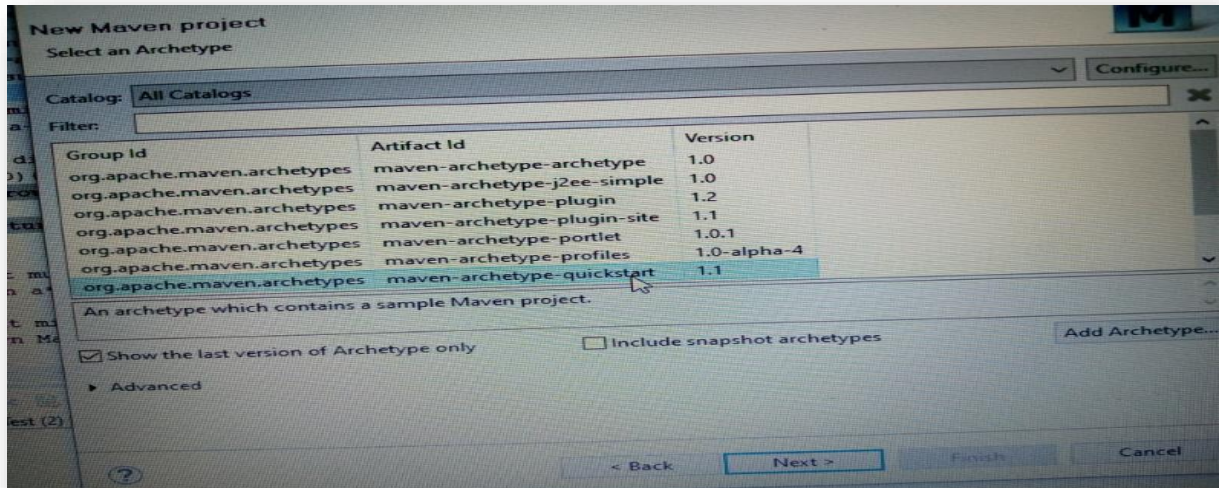 New Maven project
Select an Archetype
M
Catalog: All Catalogs
Configure...
Filter:
Group Id Artifact Id Version
org.apache.maven.archetypes maven-archetype-archetype 1.0
org.apache.maven.archetypes maven-archetype-j2ee-simple 1.0
org.apache.maven.archetypes maven-archetype-plugin 1.2
org.apache.maven.archetypes maven-archetype-plugin-site 1.1
org.apache.maven.archetypes maven-archetype-portlet 1.0.1
org.apache.maven.archetypes maven-archetype-profiles 1.0-alpha-4
org.apache.maven.archetypes maven-archetype-quickstart 1.1
An archetype which contains a sample Maven project.
Show the last version of Archetype only Include snapshot archetypes Add Archetype...
Advanced
(2)
? < Back Next > Finish Cancel